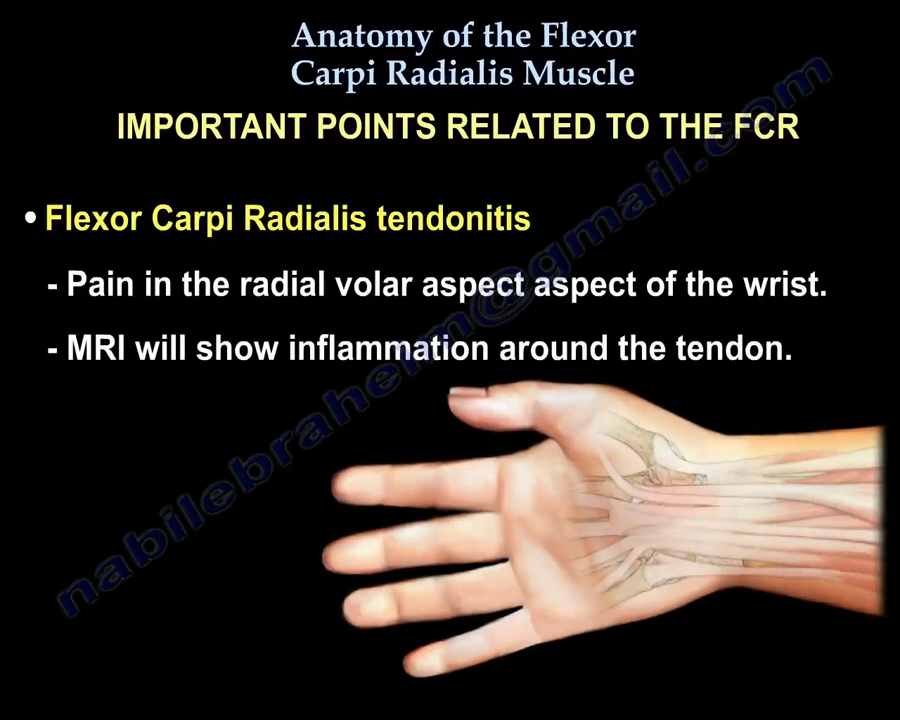 Anatomy of the Flexor
Carpi Radialis Muscle
IMPORTANT POINTS RELATED TO THE FCR
• Flexor Carpi Radialis tendonitis
- Pain in the radial volar aspect aspect of the wrist.
- MRI will show inflammation around the tendon.
nabilebrahem@gmail.com